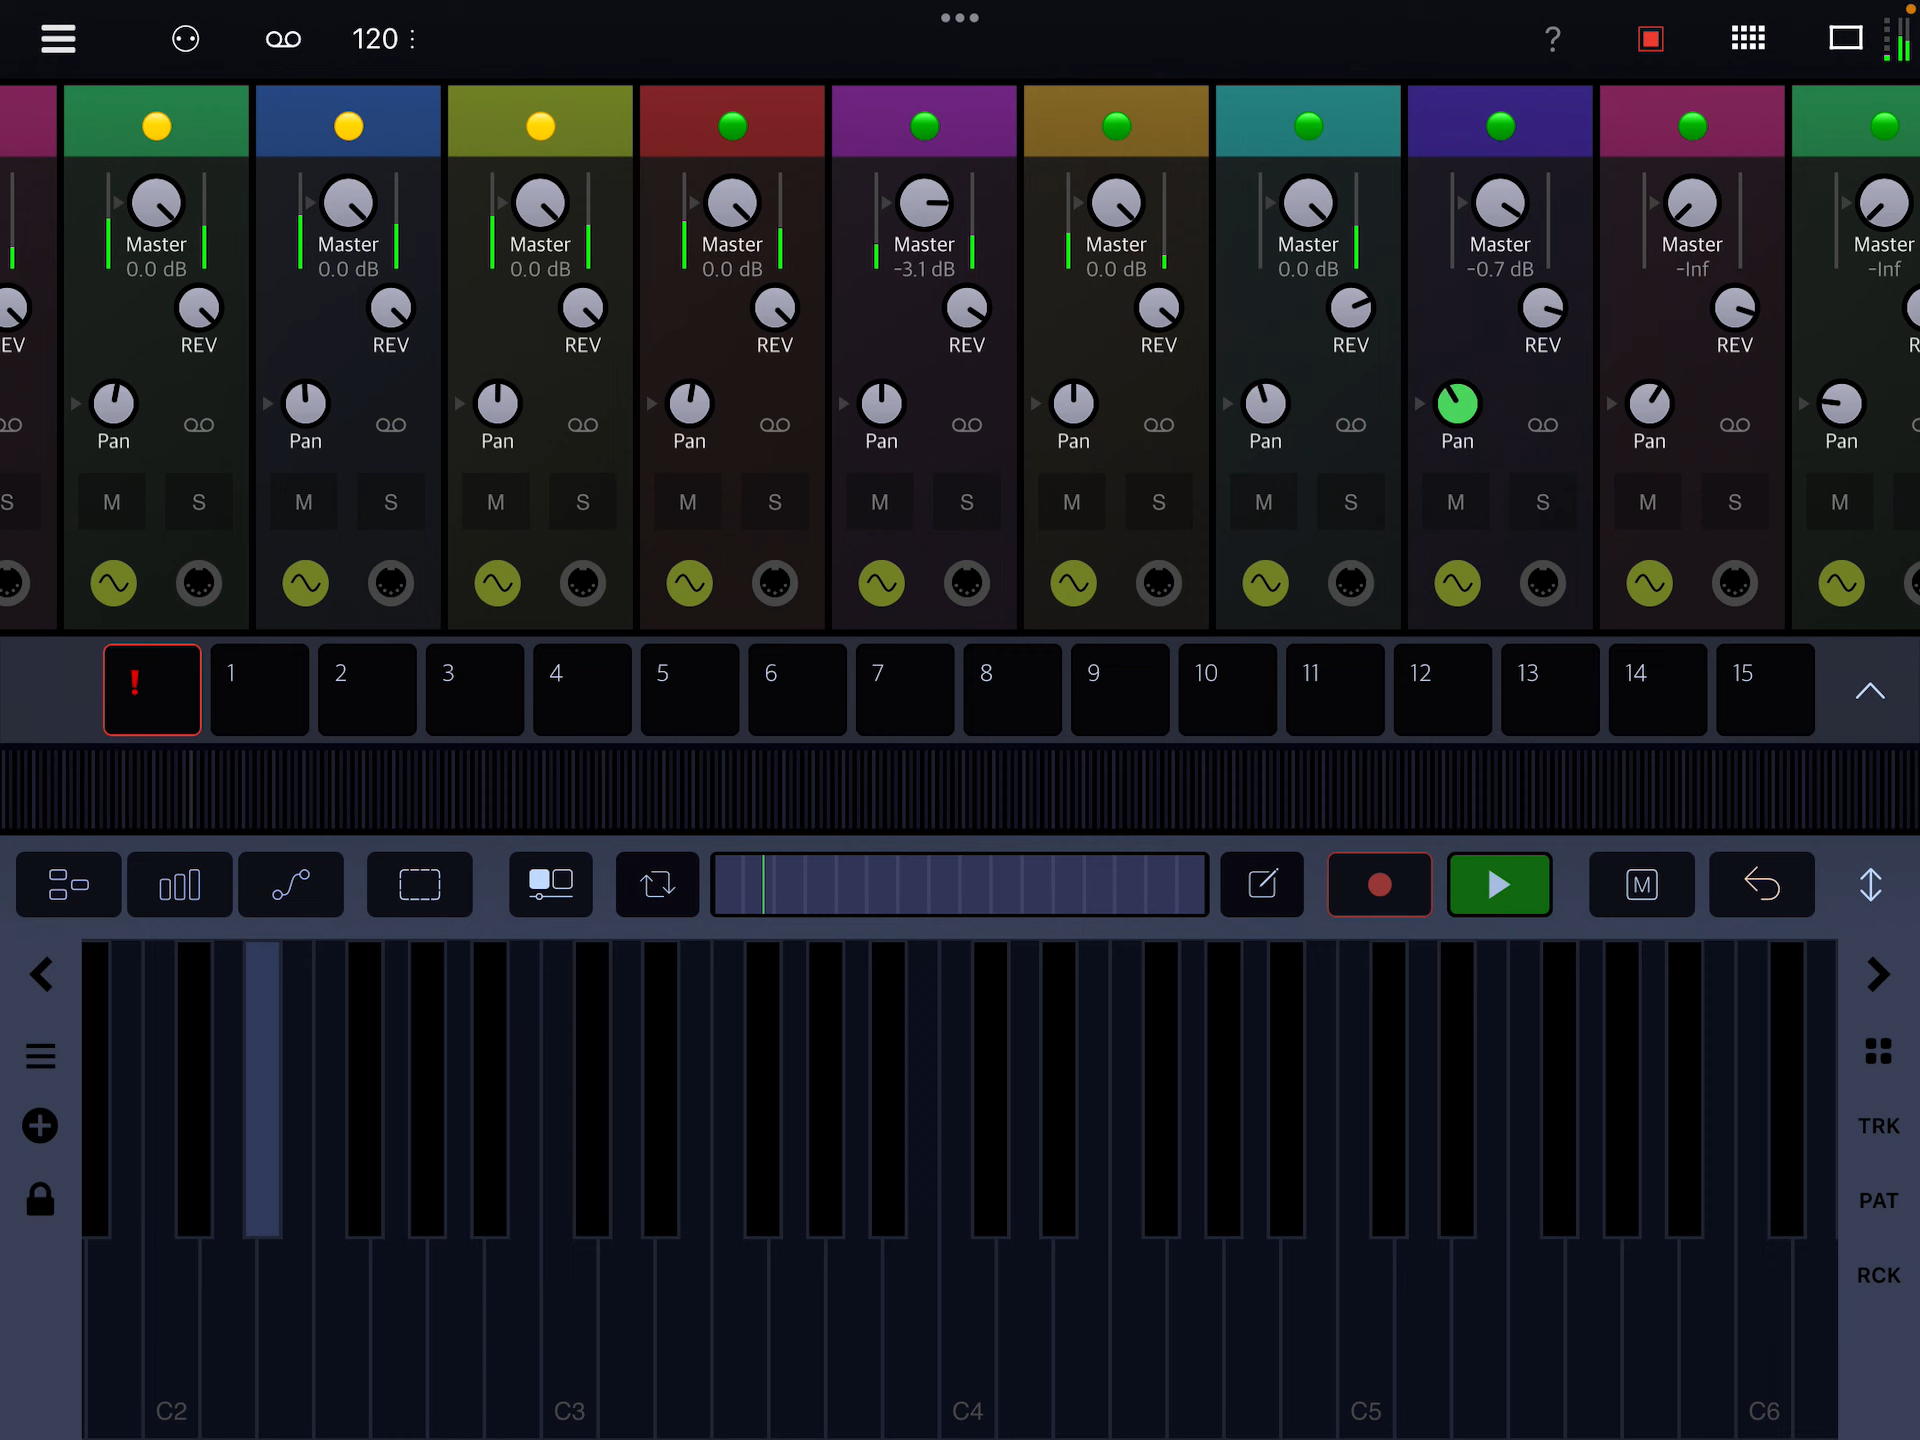 120 ?
Master Master Master Master Master Master Master Master Master Master
0.0 dB 0.0 dB 0.0 dB 0.0 dB -3.1 dB 0.0 dB 0.0 dB -0.7 dB -Inf -Inf
EV REV REV REV REV REV REV REV REV REV R
Pan Pan Pan Pan Pan Pan Pan Pan Pan Pan
S M S M S M S M S M S M S M S M S M S M
! 1 2 3 4 5 6 7 8 9 10 11 12 13 14 15
M
TRK
PAT
RCK
C2 C3 C4 C5 C6